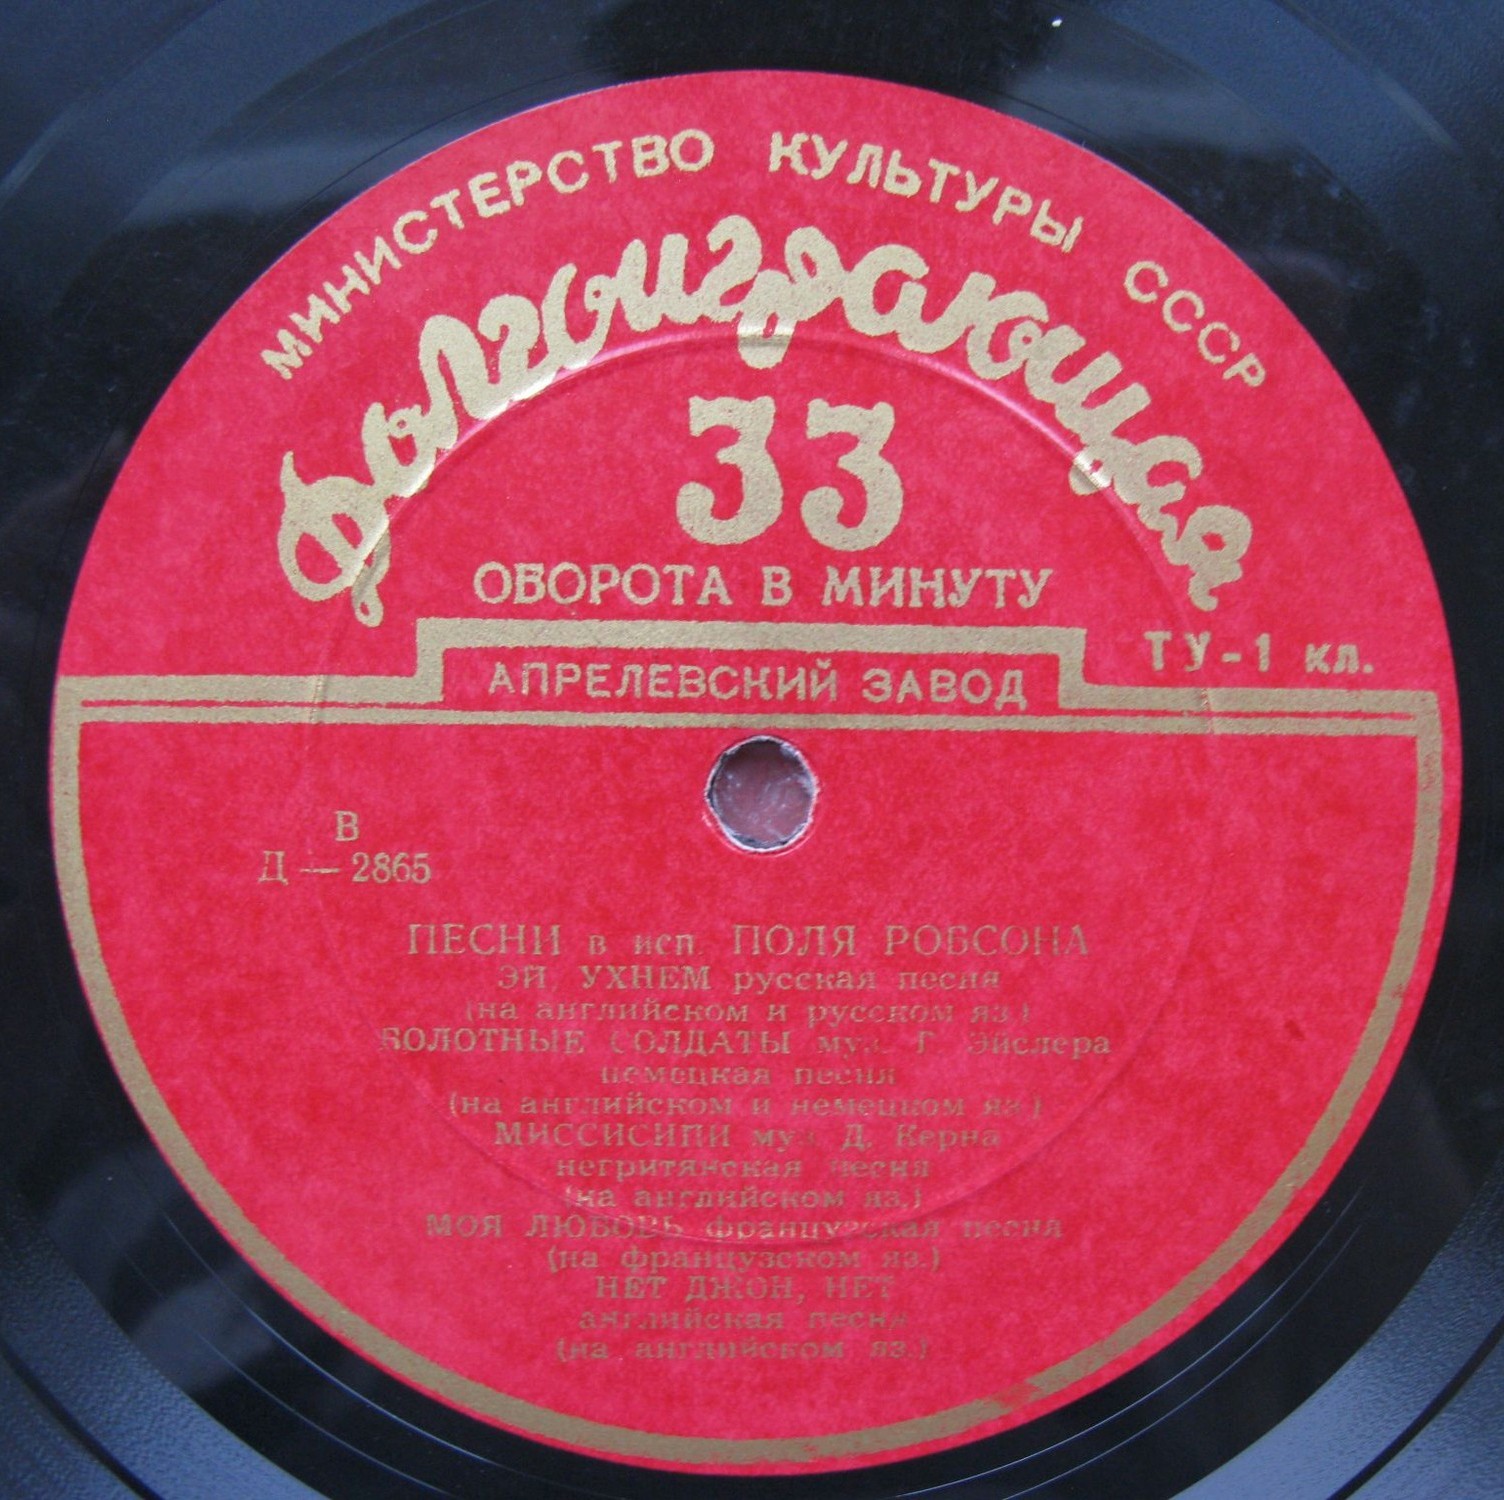 МИНИСТЕРСТВО КУЛЬТУРЫ СССР
Долгоиграющая
33
ОБОРОТА В МИНУТУ
ТУ-1 кл.
АПРЕЛЕВСКИЙ ЗАВОД
В
Д — 2865
ПЕСНИ в исп. ПОЛЯ РОБСОНА
ЭЙ, УХНЕМ русская песня
(на английском и русском яз.)
БОЛОТНЫЕ СОЛДАТЫ муз. Г. Эйслера
немецкая песня
(на английском и немецком яз.)
МИССИСИПИ муз. Д. Керна
негритянская песня
(на английском яз.)
МОЯ ЛЮБОВЬ французская песня
(на французском яз.)
НЕТ ДЖОН, НЕТ
английская песня
(на английском яз.)